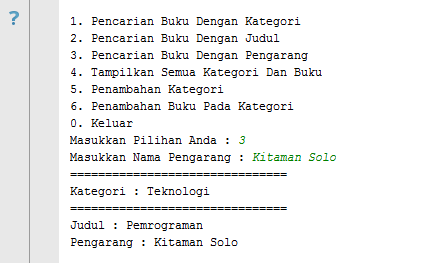 ?
1. Pencarian Buku Dengan Kategori
2. Pencarian Buku Dengan Judul
3. Pencarian Buku Dengan Pengarang
4. Tampilkan Semua Kategori Dan Buku
5. Penambahan Kategori
6. Penambahan Buku Pada Kategori
0. Keluar
Masukkan Pilihan Anda : 3
Masukkan Nama Pengarang : Kitaman Solo
===============================
Kategori : Teknologi
===============================
Judul : Pemrograman
Pengarang : Kitaman Solo